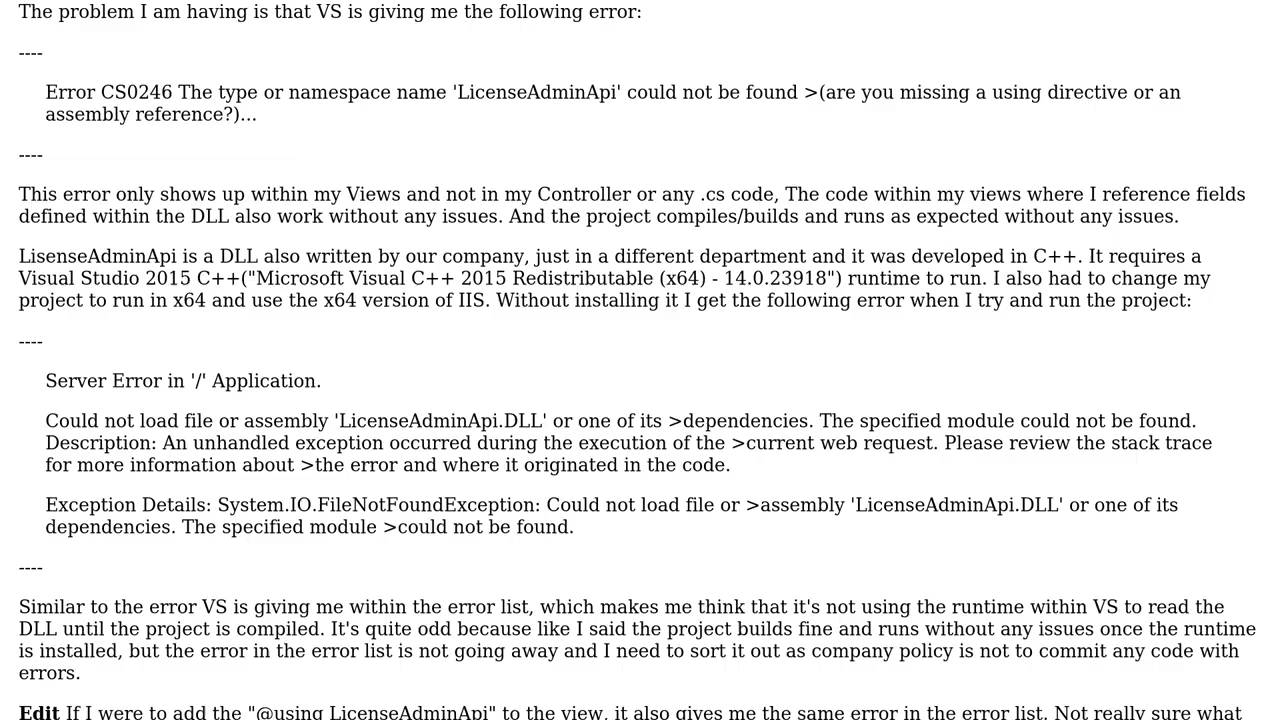 The problem I am having is that VS is giving me the following error:
----
Error CS0246 The type or namespace name 'LicenseAdminApi' could not be found >(are you missing a using directive or an
assembly reference?)...
----
This error only shows up within my Views and not in my Controller or any .cs code, The code within my views where I reference fields
defined within the DLL also work without any issues. And the project compiles/builds and runs as expected without any issues.
LisenseAdminApi is a DLL also written by our company, just in a different department and it was developed in C++. It requires a
Visual Studio 2015 C++("Microsoft Visual C++ 2015 Redistributable (x64) - 14.0.23918") runtime to run. I also had to change my
project to run in x64 and use the x64 version of IIS. Without installing it I get the following error when I try and run the project:
----
Server Error in '/' Application.
Could not load file or assembly 'LicenseAdminApi.DLL' or one of its >dependencies. The specified module could not be found.
Description: An unhandled exception occurred during the execution of the >current web request. Please review the stack trace
for more information about >the error and where it originated in the code.
Exception Details: System.IO.FileNotFoundException: Could not load file or >assembly 'LicenseAdminApi.DLL' or one of its
dependencies. The specified module >could not be found.
----
Similar to the error VS is giving me within the error list, which makes me think that it's not using the runtime within VS to read the
DLL until the project is compiled. It's quite odd because like I said the project builds fine and runs without any issues once the runtime
is installed, but the error in the error list is not going away and I need to sort it out as company policy is not to commit any code with
errors.
Edit If I were to add the "@using LicenseAdminApi" to the view, it also gives me the same error in the error list. Not really sure what